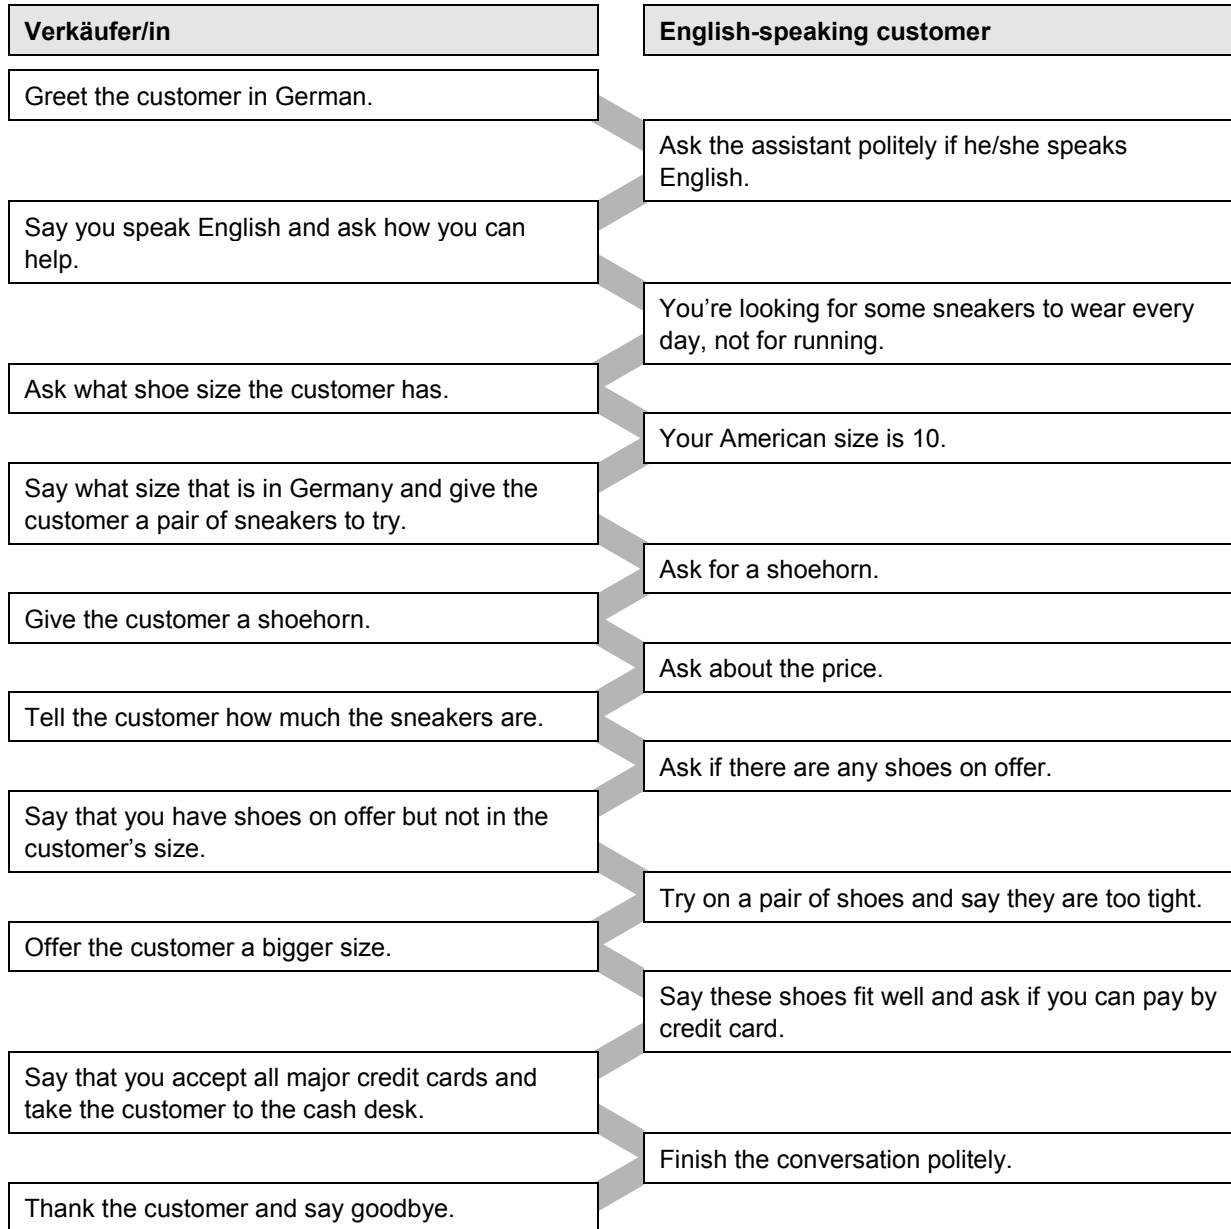 Verkäufer/in
English-speaking customer
Greet the customer in German.
Ask the assistant politely if he/she speaks
English.
Say you speak English and ask how you can
help.
You’re looking for some sneakers to wear every
day, not for running.
Ask what shoe size the customer has.
Your American size is 10.
Say what size that is in Germany and give the
customer a pair of sneakers to try.
Ask for a shoehorn.
Give the customer a shoehorn.
Ask about the price.
Tell the customer how much the sneakers are.
Ask if there are any shoes on offer.
Say that you have shoes on offer but not in the
customer’s size.
Try on a pair of shoes and say they are too tight.
Offer the customer a bigger size.
Say these shoes fit well and ask if you can pay by
credit card.
Say that you accept all major credit cards and
take the customer to the cash desk.
Finish the conversation politely.
Thank the customer and say goodbye.